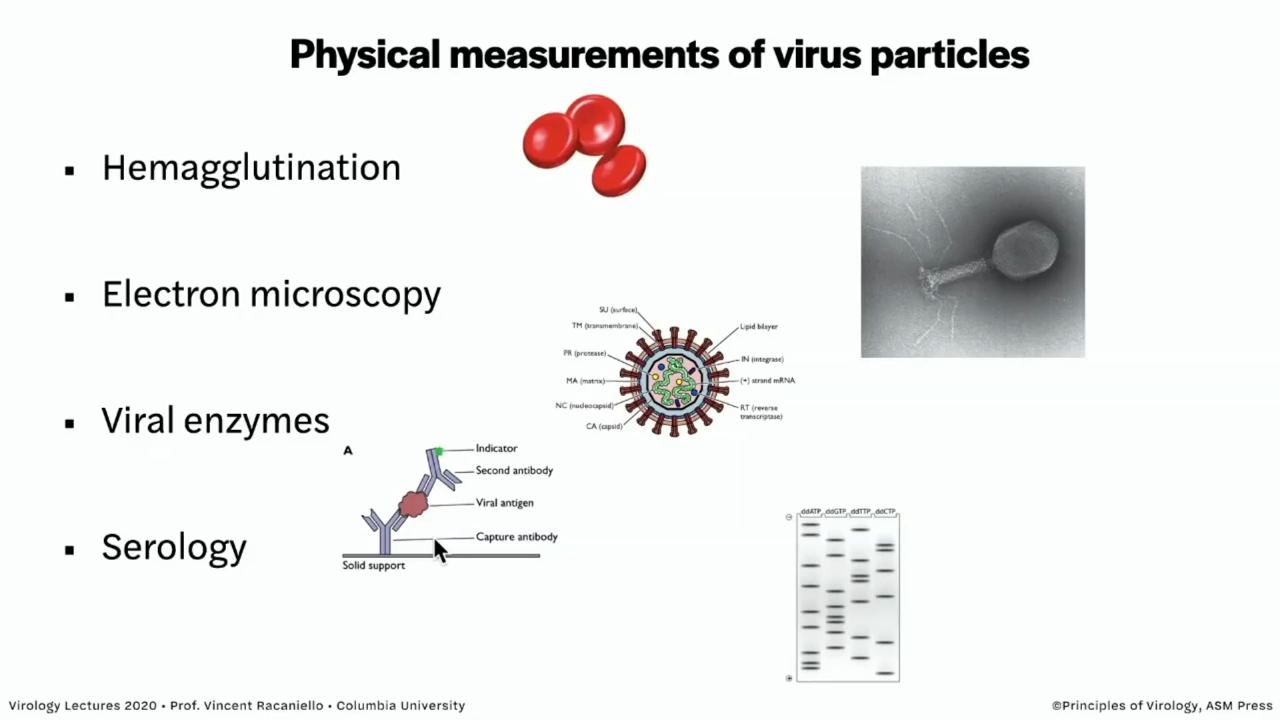 Physical measurements of virus particles
▪ Hemagglutination
▪ Electron microscopy
SU (surface)
TM (transmembrane)
PR (protease)
MA (matrix)
NC (nucleocapsid)
CA (capsid)
Lipid bilayer
IN (integrase)
(+) strand mRNA
RT (reverse
transcriptase)
▪ Viral enzymes
A
Indicator
Second antibody
Viral antigen
Capture antibody
Solid support
▪ Serology
ddATP ddGTP ddTTP ddCTP
Virology Lectures 2020 • Prof. Vincent Racaniello • Columbia University
©Principles of Virology, ASM Press